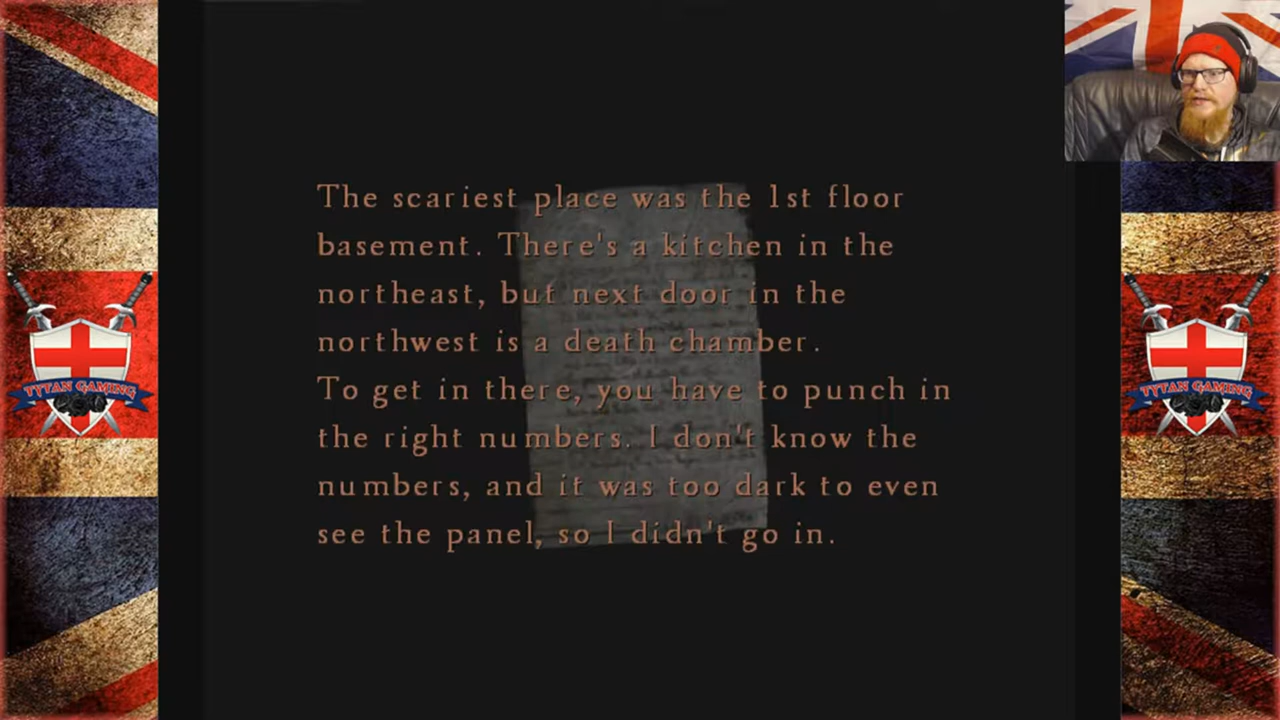 The scariest place was the 1st floor
basement. There's a kitchen in the
northeast, but next door in the
northwest is a death chamber.
To get in there, you have to punch in
the right numbers. I don't know the
numbers, and it was too dark to even
see the panel, so I didn't go in.
TYTAN GAMING
TYTAN GAMING